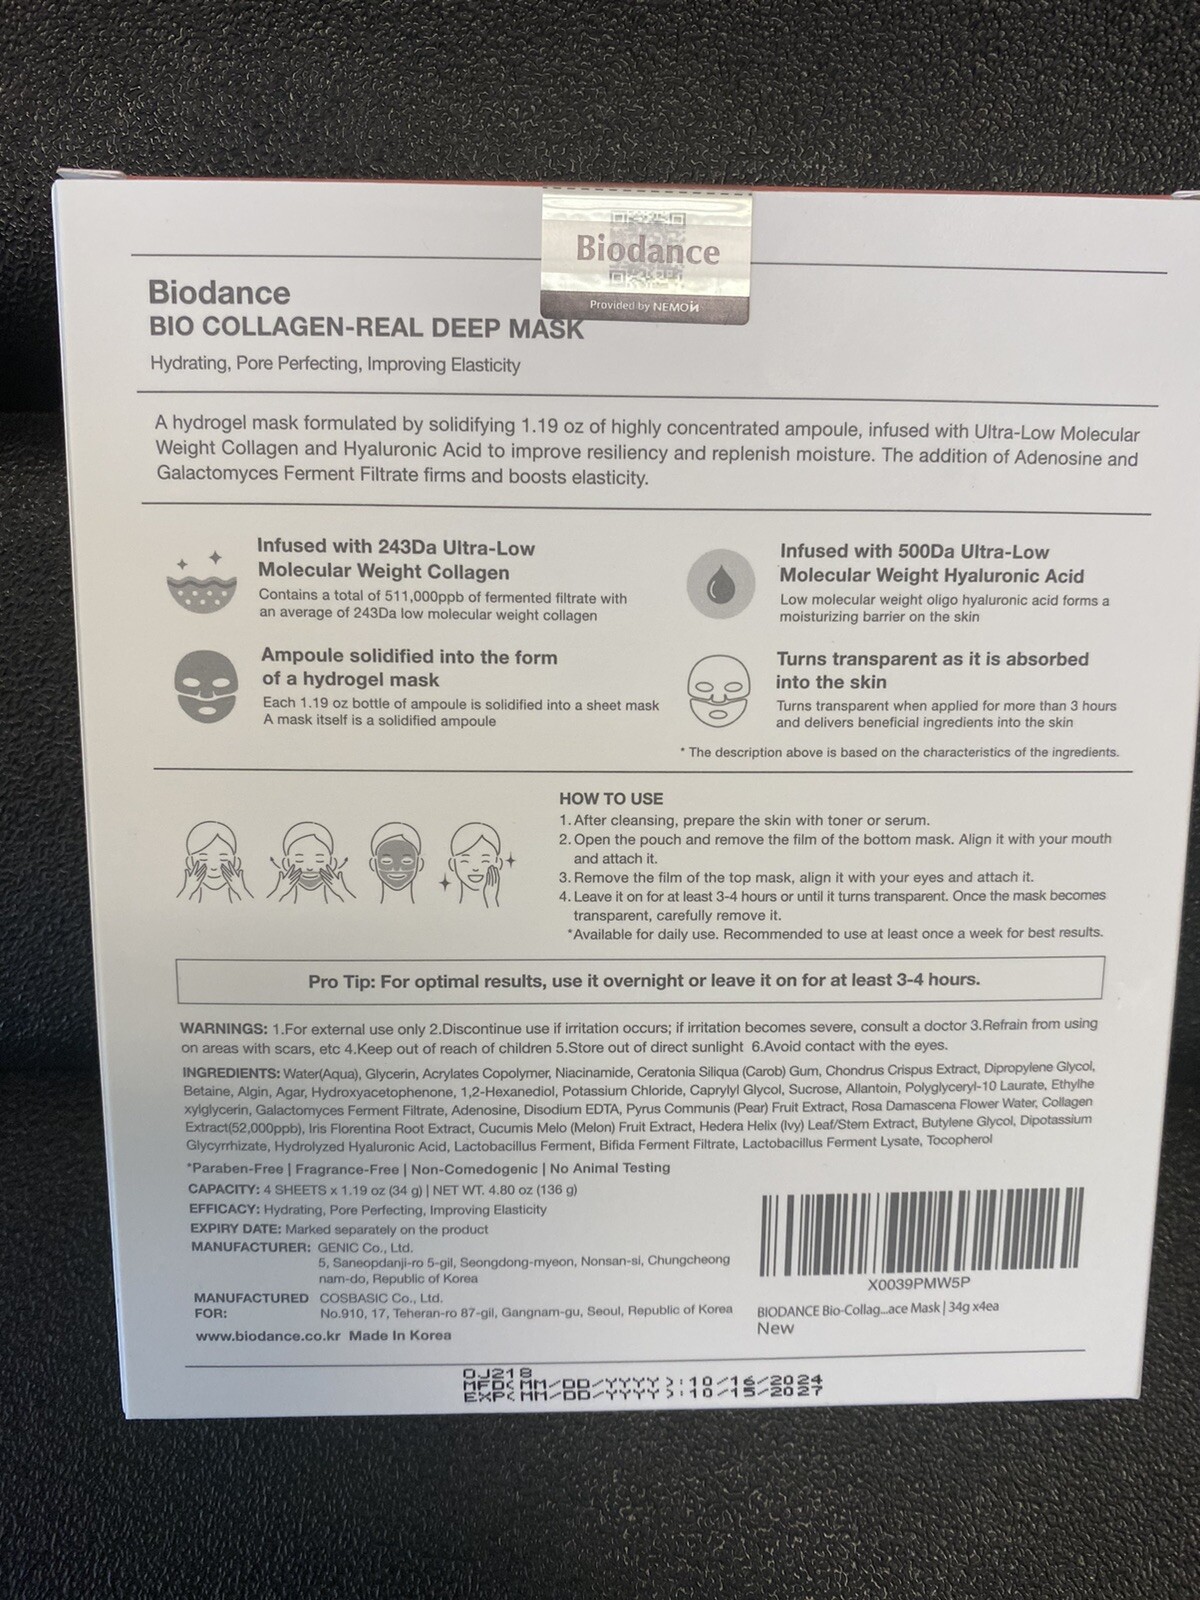 Biodance
Provided by NEMOИ
Biodance
BIO COLLAGEN-REAL DEEP MASK
Hydrating, Pore Perfecting, Improving Elasticity
A hydrogel mask formulated by solidifying 1.19 oz of highly concentrated ampoule, infused with Ultra-Low Molecular
Weight Collagen and Hyaluronic Acid to improve resiliency and replenish moisture. The addition of Adenosine and
Galactomyces Ferment Filtrate firms and boosts elasticity.
Infused with 243Da Ultra-Low
Molecular Weight Collagen
Contains a total of 511,000ppb of fermented filtrate with
an average of 243Da low molecular weight collagen
Infused with 500Da Ultra-Low
Molecular Weight Hyaluronic Acid
Low molecular weight oligo hyaluronic acid forms a
moisturizing barrier on the skin
Ampoule solidified into the form
of a hydrogel mask
Each 1.19 oz bottle of ampoule is solidified into a sheet mask
A mask itself is a solidified ampoule
Turns transparent as it is absorbed
into the skin
Turns transparent when applied for more than 3 hours
and delivers beneficial ingredients into the skin
* The description above is based on the characteristics of the ingredients.
HOW TO USE
1. After cleansing, prepare the skin with toner or serum.
2. Open the pouch and remove the film of the bottom mask. Align it with your mouth
and attach it.
3. Remove the film of the top mask, align it with your eyes and attach it.
4. Leave it on for at least 3-4 hours or until it turns transparent. Once the mask becomes
transparent, carefully remove it.
*Available for daily use. Recommended to use at least once a week for best results.
Pro Tip: For optimal results, use it overnight or leave it on for at least 3-4 hours.
WARNINGS: 1.For external use only 2.Discontinue use if irritation occurs; if irritation becomes severe, consult a doctor 3.Refrain from using
on areas with scars, etc 4.Keep out of reach of children 5.Store out of direct sunlight 6.Avoid contact with the eyes.
INGREDIENTS: Water(Aqua), Glycerin, Acrylates Copolymer, Niacinamide, Ceratonia Siliqua (Carob) Gum, Chondrus Crispus Extract, Dipropylene Glycol,
Betaine, Algin, Agar, Hydroxyacetophenone, 1,2-Hexanediol, Potassium Chloride, Caprylyl Glycol, Sucrose, Allantoin, Polyglyceryl-10 Laurate, Ethylhe
xylglycerin, Galactomyces Ferment Filtrate, Adenosine, Disodium EDTA, Pyrus Communis (Pear) Fruit Extract, Rosa Damascena Flower Water, Collagen
Extract(52,000ppb), Iris Florentina Root Extract, Cucumis Melo (Melon) Fruit Extract, Hedera Helix (Ivy) Leaf/Stem Extract, Butylene Glycol, Dipotassium
Glycyrrhizate, Hydrolyzed Hyaluronic Acid, Lactobacillus Ferment, Bifida Ferment Filtrate, Lactobacillus Ferment Lysate, Tocopherol
*Paraben-Free | Fragrance-Free | Non-Comedogenic | No Animal Testing
CAPACITY: 4 SHEETS x 1.19 oz (34 g) | NET WT. 4.80 oz (136 g)
EFFICACY: Hydrating, Pore Perfecting, Improving Elasticity
EXPIRY DATE: Marked separately on the product
MANUFACTURER: GENIC Co., Ltd.
5, Saneopdanji-ro 5-gil, Seongdong-myeon, Nonsan-si, Chungcheong
nam-do, Republic of Korea
MANUFACTURED FOR: COSBASIC Co., Ltd.
No.910, 17, Teheran-ro 87-gil, Gangnam-gu, Seoul, Republic of Korea
www.biodance.co.kr Made In Korea
X0039PMW5P
BIODANCE Bio-Collag...ace Mask | 34g x4ea
New
OJ218
MFD(MM/DD/YYYY):10/16/2024
EXP(MM/DD/YYYY):10/15/2027